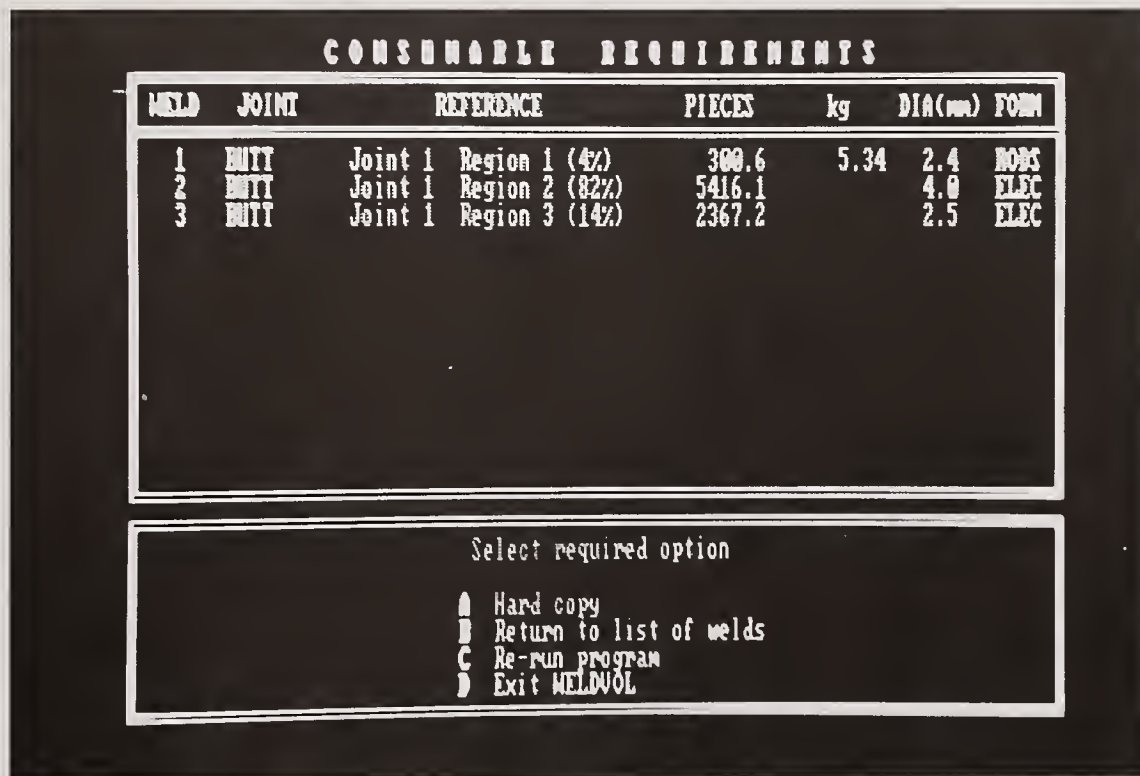 CONSUMABLE REQUIREMENTS
WELD JOINT REFERENCE PIECES kg DIA(mm) FORM
1 BUTT Joint 1 Region 1 (4%) 300.6 5.34 2.4 RODS
2 BUTT Joint 1 Region 2 (82%) 5416.1 4.0 ELEC
3 BUTT Joint 1 Region 3 (14%) 2367.2 2.5 ELEC
Select required option
A Hard copy
B Return to list of welds
C Re-run program
D Exit WELDVOL